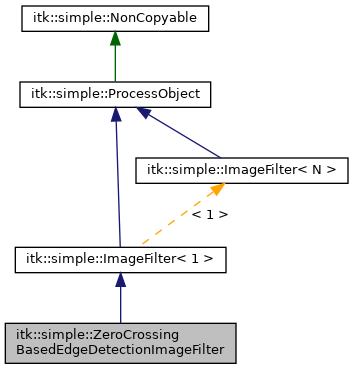 itk::simple::NonCopyable
itk::simple::ProcessObject
itk::simple::ImageFilter< N >
< 1 >
itk::simple::ImageFilter< 1 >
itk::simple::ZeroCrossing
BasedEdgeDetectionImageFilter